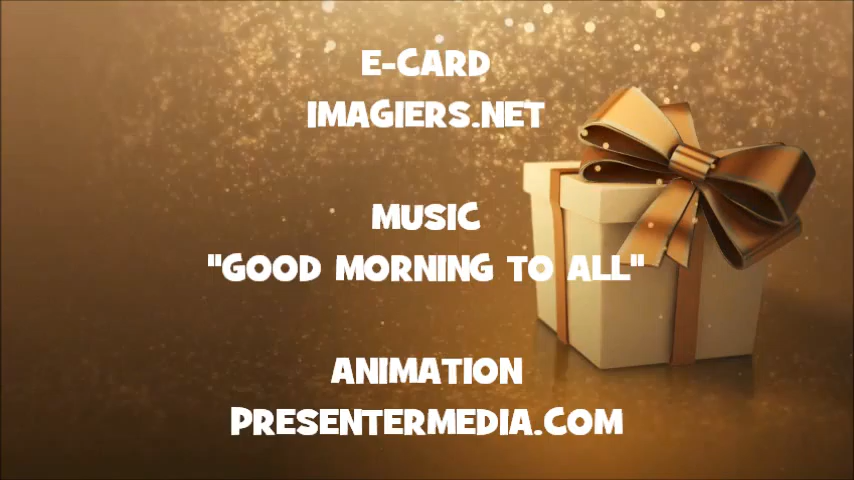 E-CARD
IMAGIERS.NET
MUSIC
"GOOD MORNING TO ALL"
ANIMATION
PRESENTERMEDIA.COM